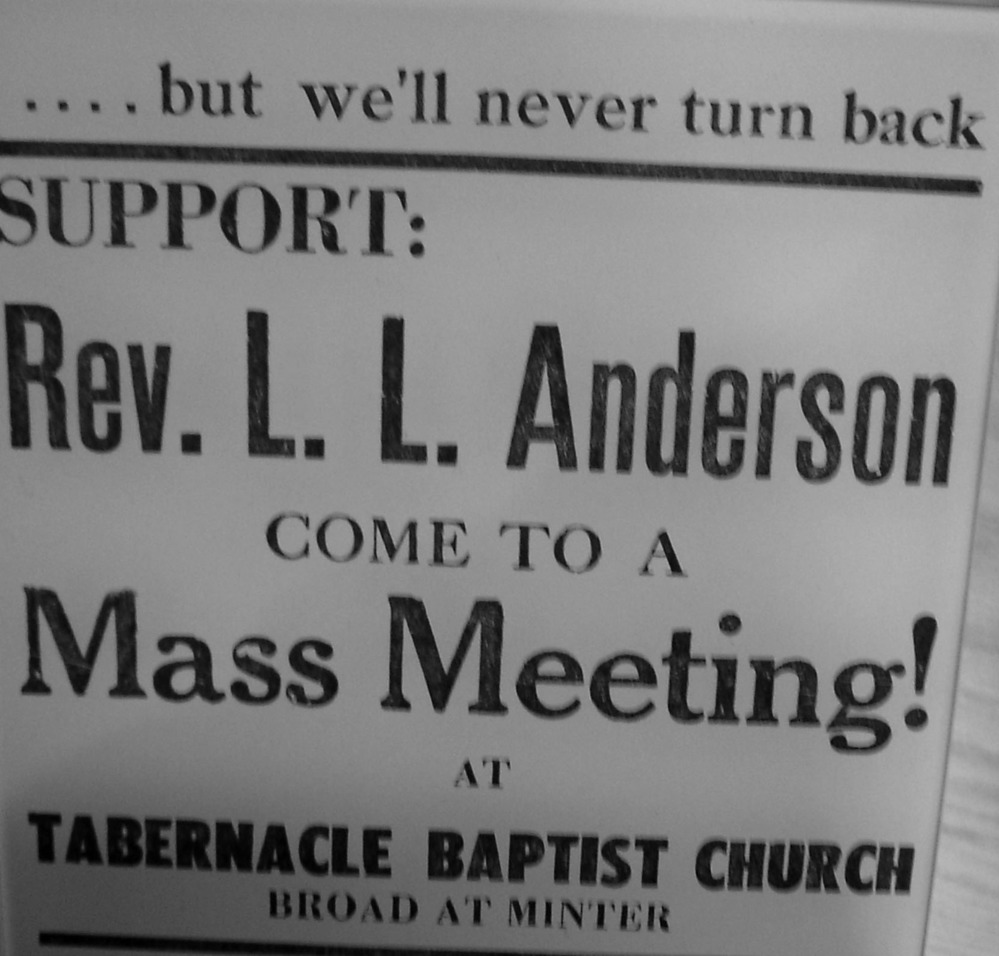 ....but we'll never turn back
SUPPORT:
Rev. L. L. Anderson
COME TO A
Mass Meeting!
AT
TABERNACLE BAPTIST CHURCH
BROAD AT MINTER